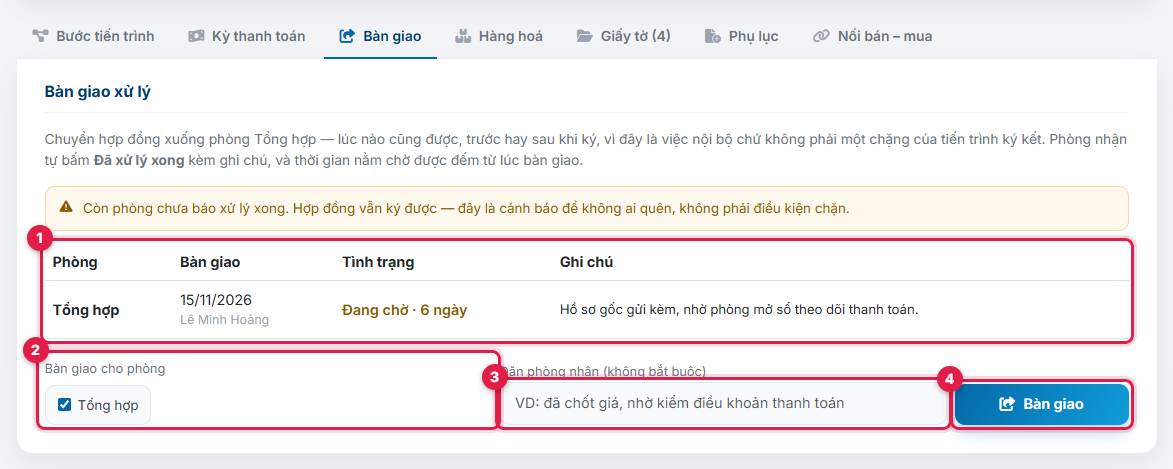 Bước tiến trình
Kỳ thanh toán
Bàn giao
Hàng hoá
Giấy tờ (4)
Phụ lục
Nối bán – mua
Bàn giao xử lý
Chuyển hợp đồng xuống phòng Tổng hợp — lúc nào cũng được, trước hay sau khi ký, vì đây là việc nội bộ chứ không phải một chặng của tiến trình ký kết. Phòng nhận
tự bấm Đã xử lý xong kèm ghi chú, và thời gian nằm chờ được đếm từ lúc bàn giao.
Còn phòng chưa báo xử lý xong. Hợp đồng vẫn ký được — đây là cảnh báo để không ai quên, không phải điều kiện chặn.
1
Phòng Bàn giao Tình trạng Ghi chú
Tổng hợp 15/11/2026 Đang chờ · 6 ngày Hồ sơ gốc gửi kèm, nhờ phòng mở sổ theo dõi thanh toán.
Lê Minh Hoàng
2
Bàn giao cho phòng
Tổng hợp
3
phòng nhận (không bắt buộc)
VD: đã chốt giá, nhờ kiểm điều khoản thanh toán
4
Bàn giao